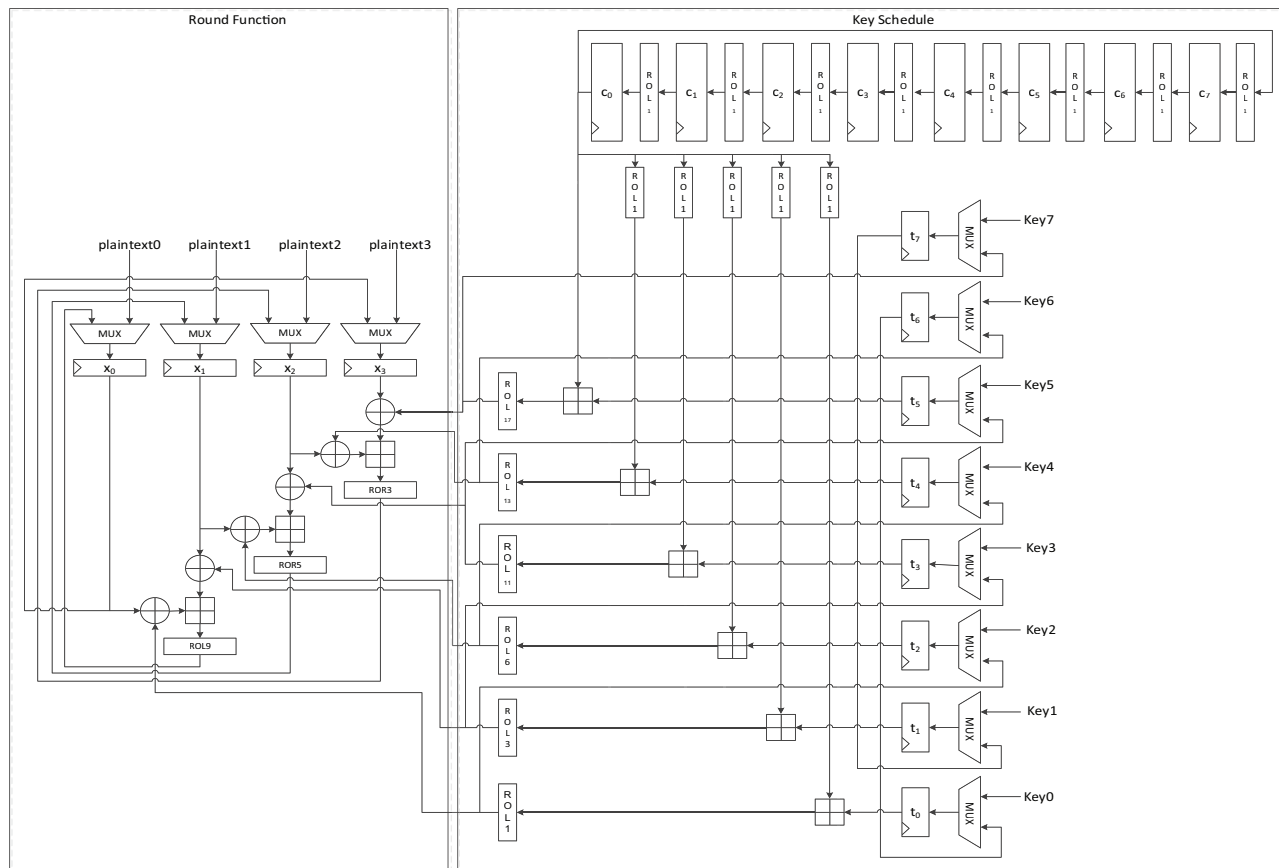 Round Function
Key Schedule
C0 ROL1 C1 ROL1 C2 ROL1 C3 ROL1 C4 ROL1 C5 ROL1 C6 ROL1 C7 ROL1
ROL1 ROL1 ROL1 ROL1 ROL1
Key7
MUX
t7
plaintext0 plaintext1 plaintext2 plaintext3
Key6
MUX
t6
MUX MUX MUX MUX
X0 X1 X2 X3
Key5
MUX
t5
ROL17
Key4
MUX
t4
ROL13
ROR3
Key3
MUX
t3
ROL11
ROR5
Key2
MUX
t2
ROL6
ROL9
Key1
MUX
t1
ROL3
Key0
MUX
t0
ROL1